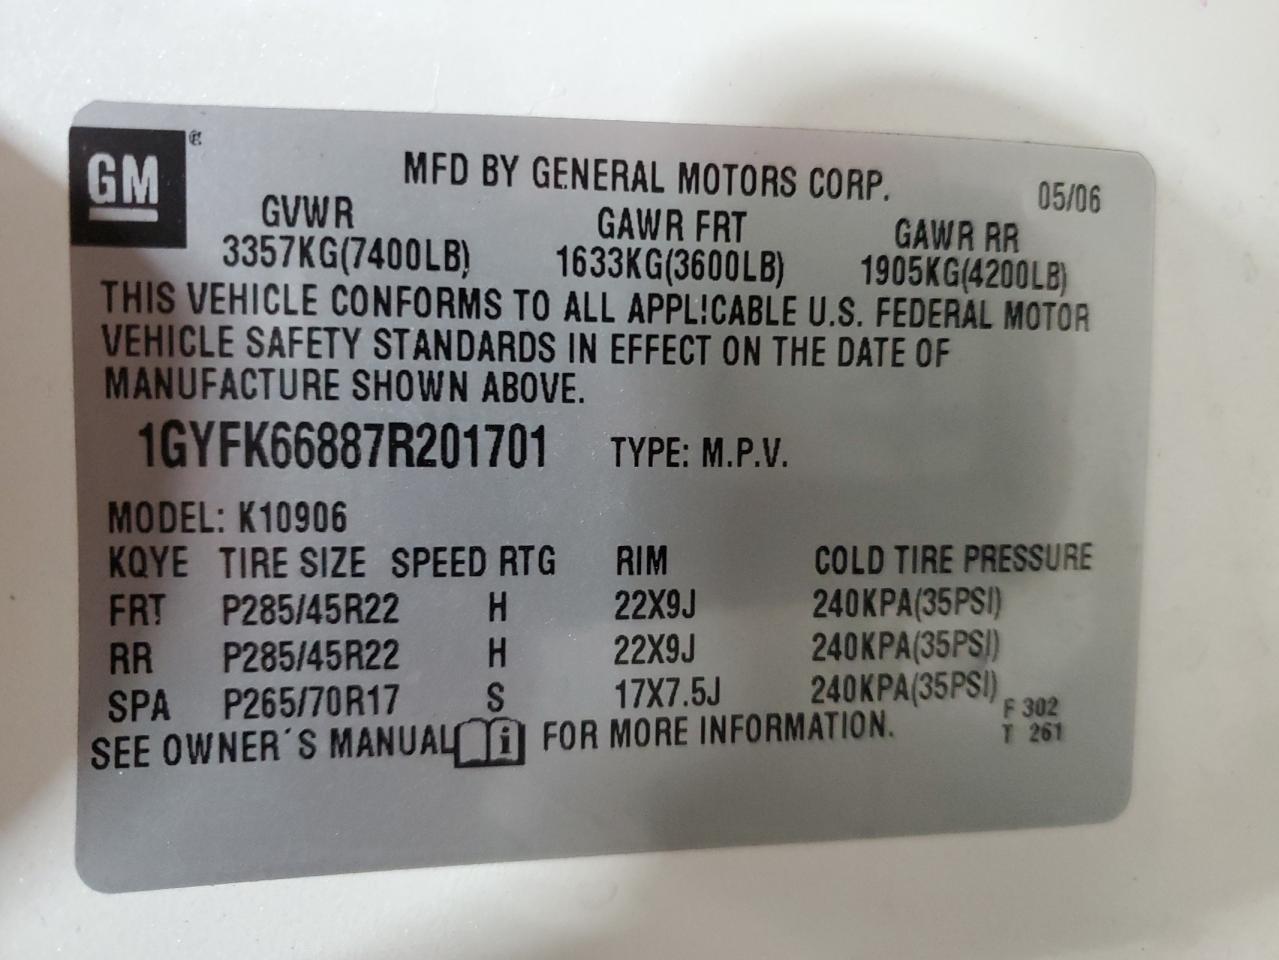 GM ®
MFD BY GENERAL MOTORS CORP. 05/06
GVWR GAWR FRT GAWR RR
3357KG(7400LB) 1633KG(3600LB) 1905KG(4200LB)
THIS VEHICLE CONFORMS TO ALL APPLICABLE U.S. FEDERAL MOTOR
VEHICLE SAFETY STANDARDS IN EFFECT ON THE DATE OF
MANUFACTURE SHOWN ABOVE.
1GYFK66887R201701 TYPE: M.P.V.
MODEL: K10906
KQYE TIRE SIZE SPEED RTG RIM COLD TIRE PRESSURE
FRT P285/45R22 H 22X9J 240KPA(35PSI)
RR P285/45R22 H 22X9J 240KPA(35PSI)
SPA P265/70R17 S 17X7.5J 240KPA(35PSI)
F 302
SEE OWNER´S MANUAL i FOR MORE INFORMATION.
T 261